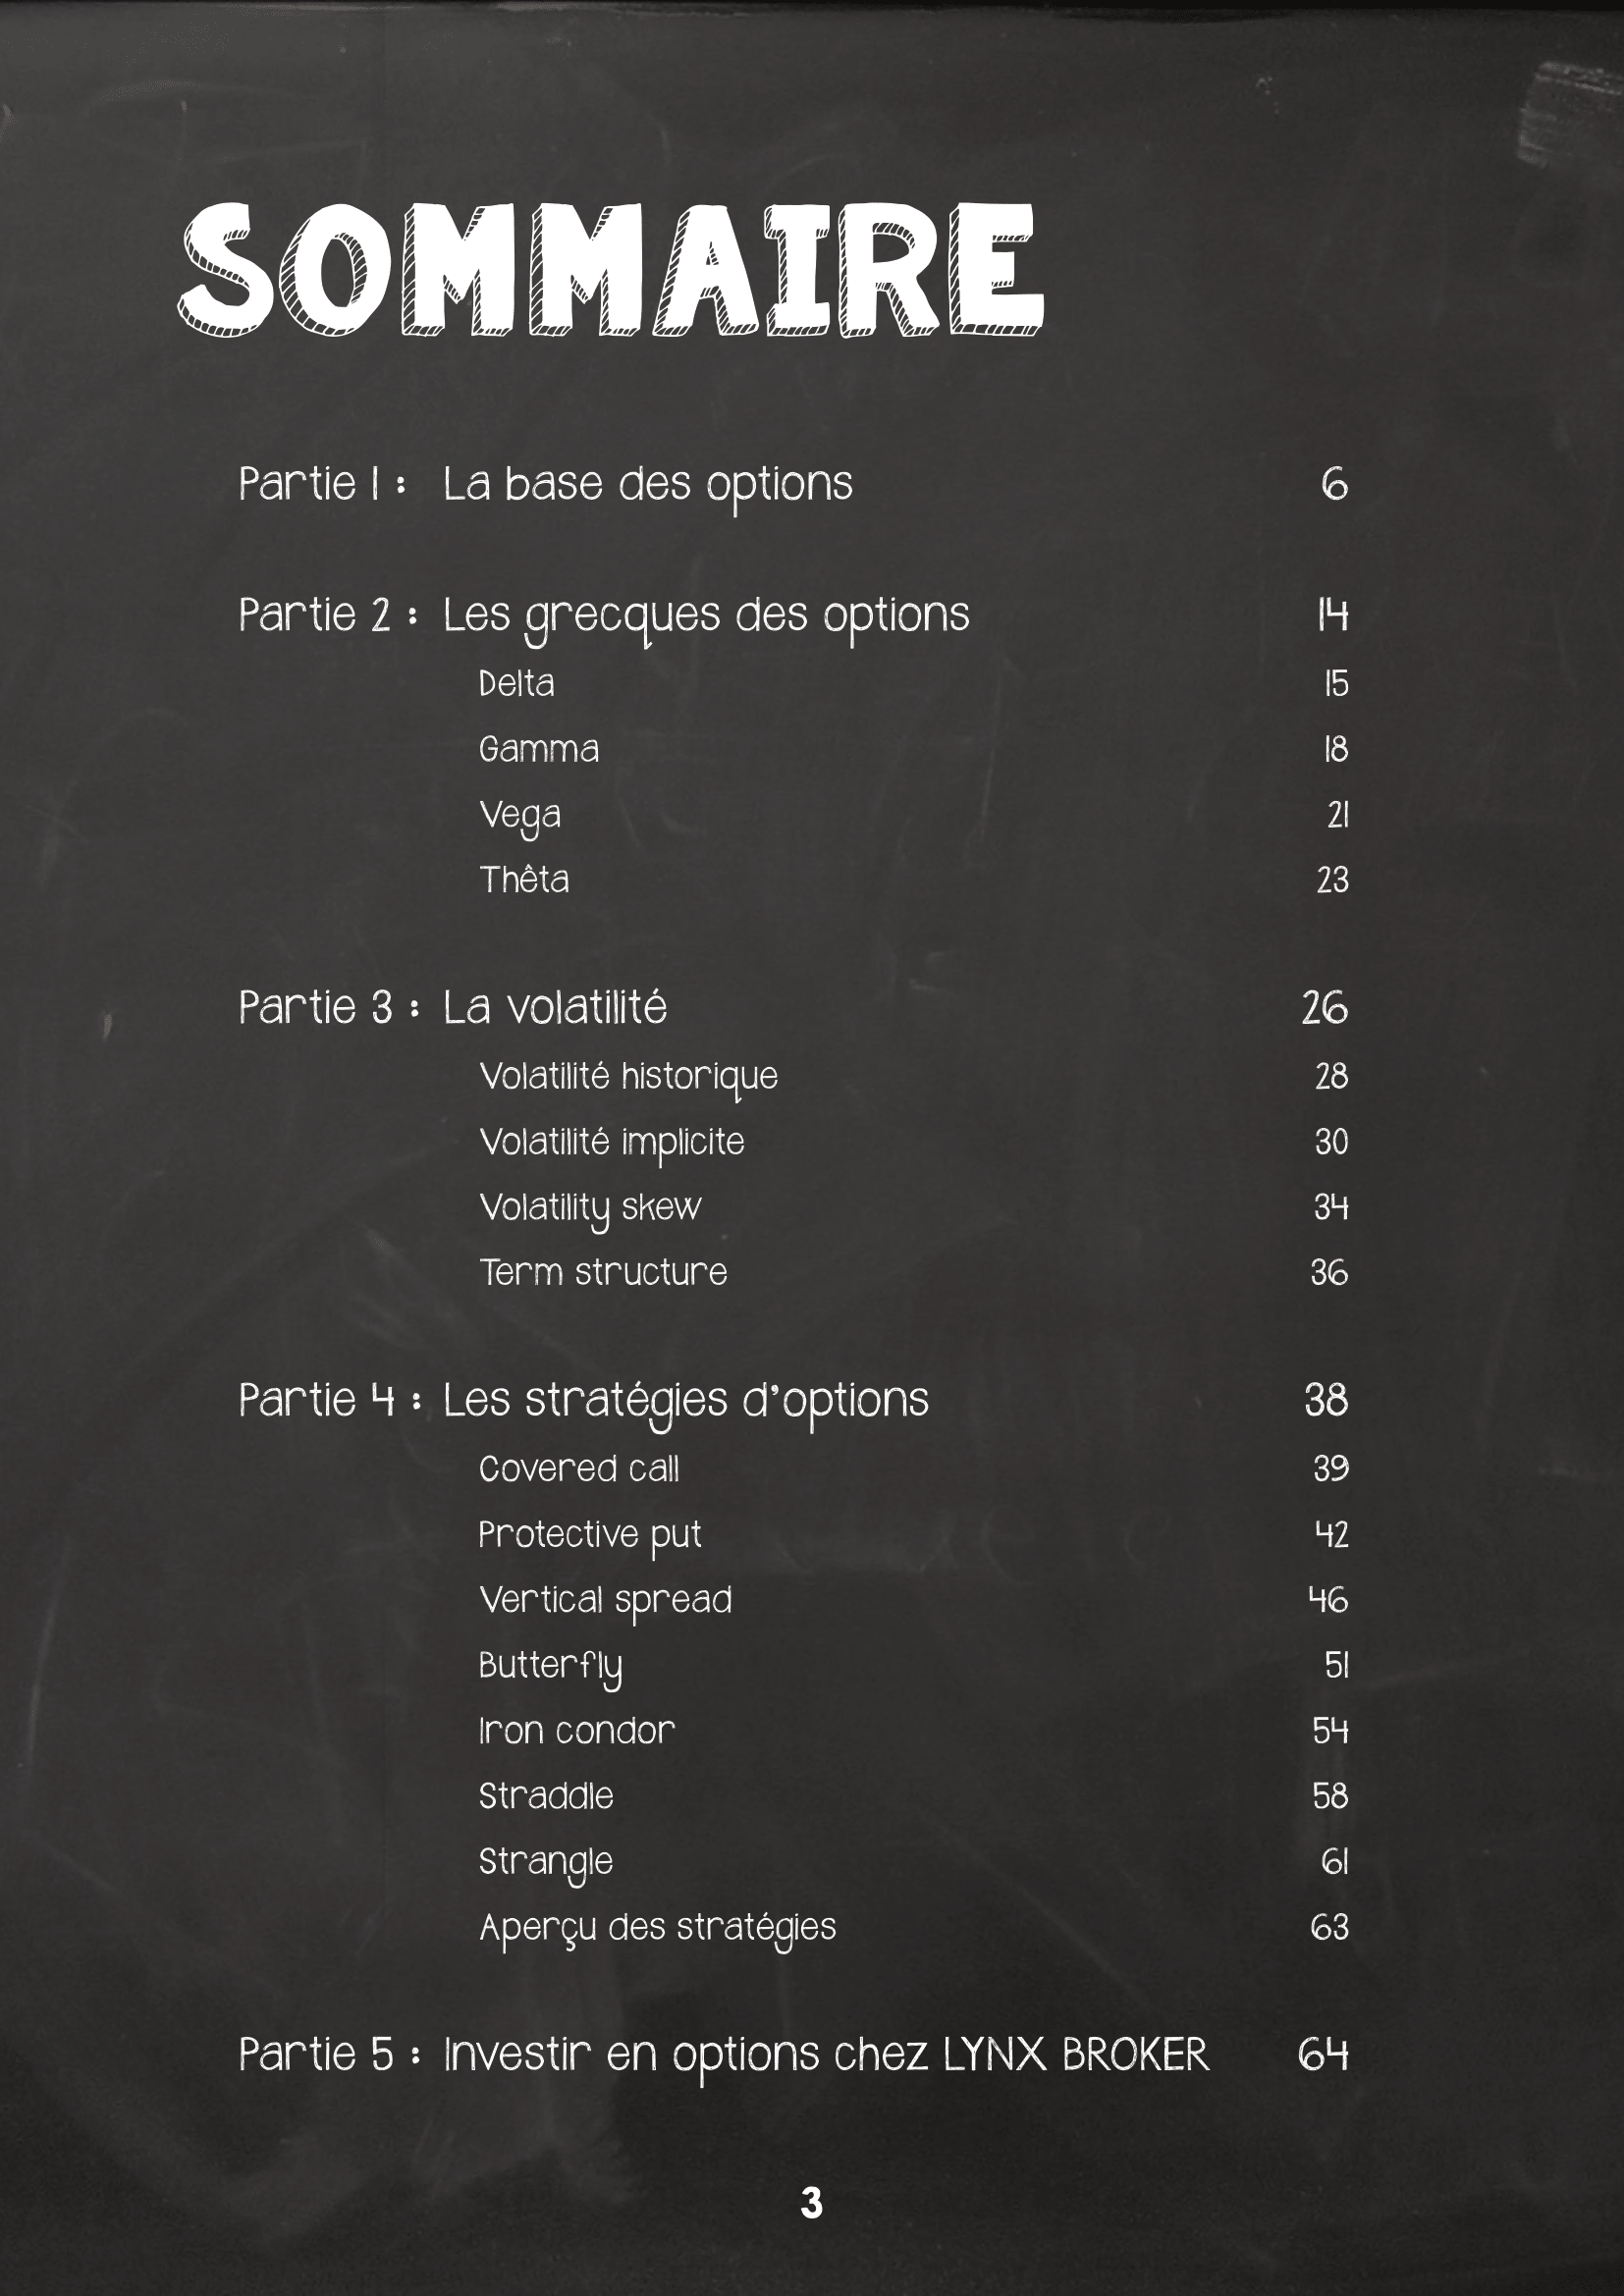 SOMMAIRE
Partie 1 : La base des options 6
Partie 2 : Les grecques des options 14
Delta 15
Gamma 18
Vega 21
Thêta 23
Partie 3 : La volatilité 26
Volatilité historique 28
Volatilité implicite 30
Volatility skew 34
Term structure 36
Partie 4 : Les stratégies d'options 38
Covered call 39
Protective put 42
Vertical spread 46
Butterfly 51
Iron condor 54
Straddle 58
Strangle 61
Aperçu des stratégies 63
Partie 5 : Investir en options chez LYNX BROKER 64
3